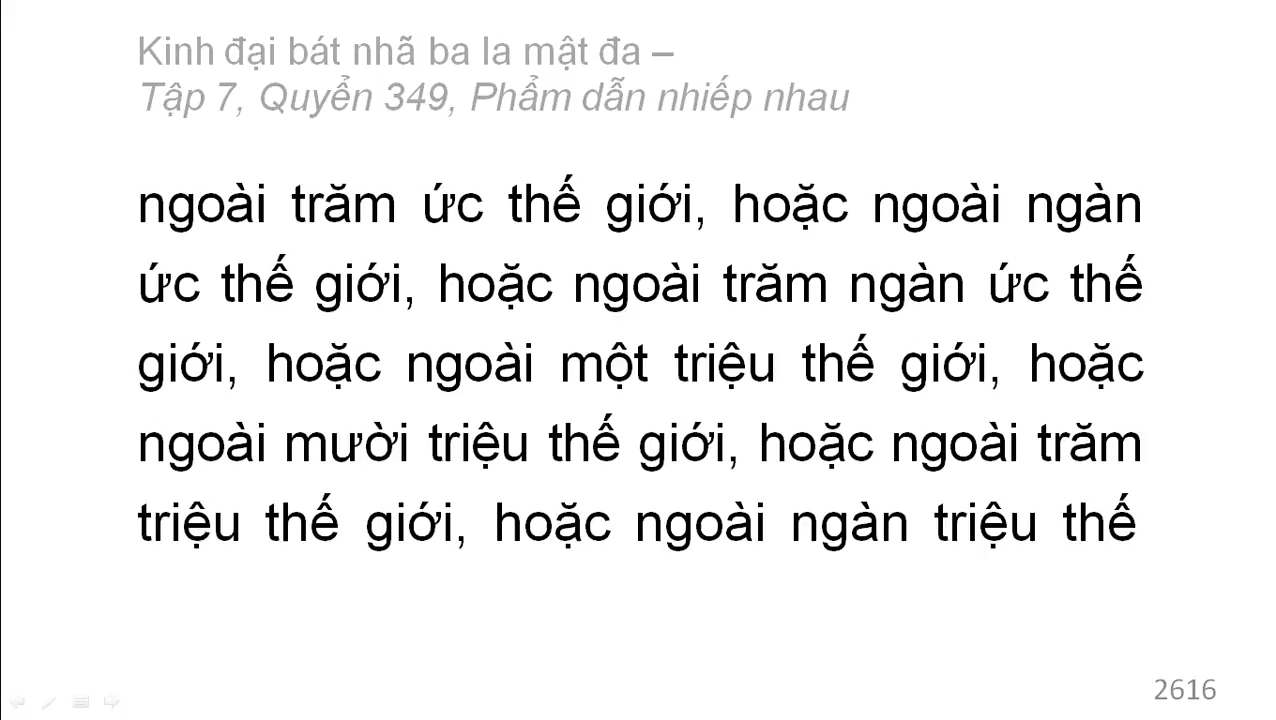 Kinh đại bát nhã ba la mật đa –
Tập 7, Quyển 349, Phẩm dẫn nhiếp nhau
ngoài trăm ức thế giới, hoặc ngoài ngàn
ức thế giới, hoặc ngoài trăm ngàn ức thế
giới, hoặc ngoài một triệu thế giới, hoặc
ngoài mười triệu thế giới, hoặc ngoài trăm
triệu thế giới, hoặc ngoài ngàn triệu thế
2616